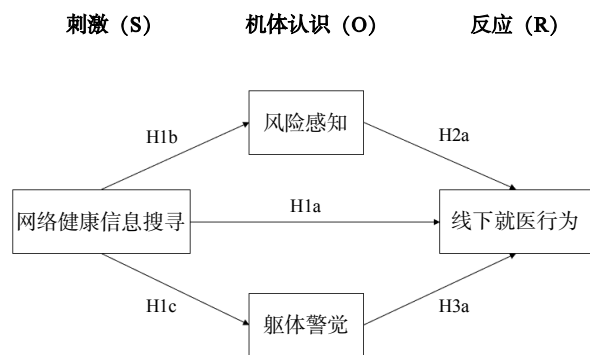 刺激（S）
机体认识（O）
反应（R）
风险感知
H1b
H2a
网络健康信息搜寻
H1a
线下就医行为
H1c
躯体警觉
H3a